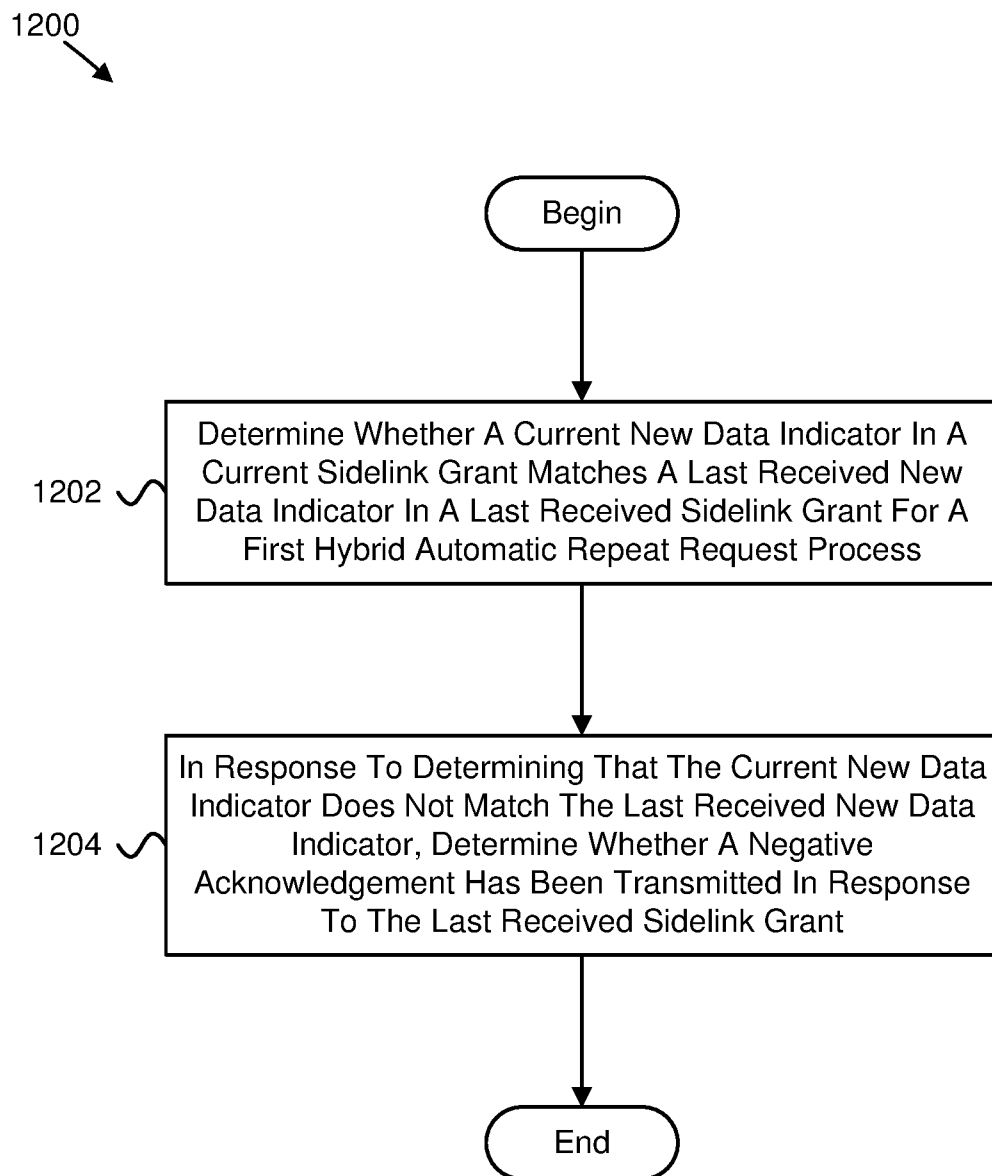 1200
Begin
1202
Determine Whether A Current New Data Indicator In A
Current Sidelink Grant Matches A Last Received New
Data Indicator In A Last Received Sidelink Grant For A
First Hybrid Automatic Repeat Request Process
1204
In Response To Determining That The Current New Data
Indicator Does Not Match The Last Received New Data
Indicator, Determine Whether A Negative
Acknowledgement Has Been Transmitted In Response
To The Last Received Sidelink Grant
End